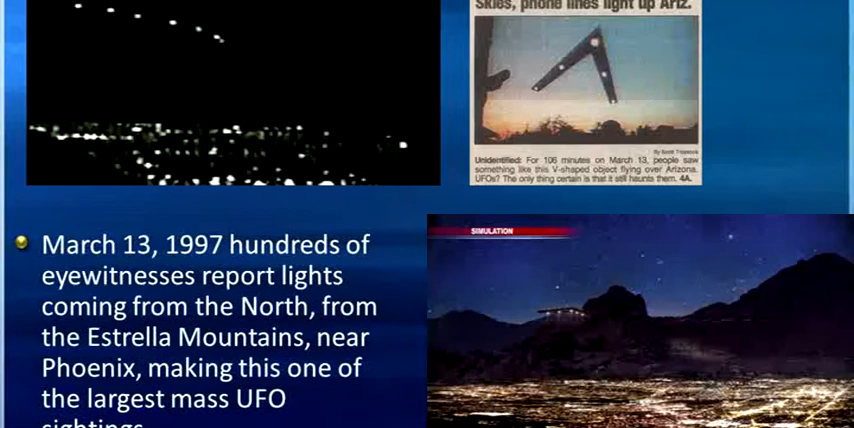 Skies, phone lines light up Ariz.
By Scott Troyanos
Unidentified: For 106 minutes on March 13, people saw
something like this V-shaped object flying over Arizona.
UFOs? The only thing certain is that it still haunts them. 4A.
SIMULATION
March 13, 1997 hundreds of
eyewitnesses report lights
coming from the North, from
the Estrella Mountains, near
Phoenix, making this one of
the largest mass UFO
sightings